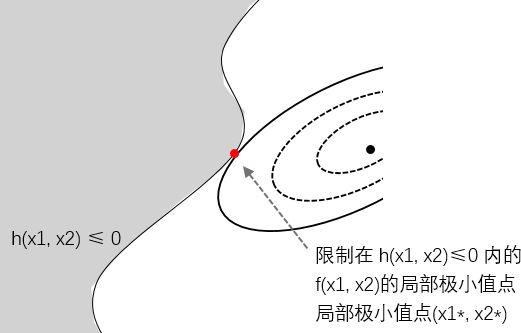 h(x1, x2) ≤ 0
限制在 h(x1, x2)≤0 内的
f(x1, x2)的局部极小值点
局部极小值点(x1*, x2*)